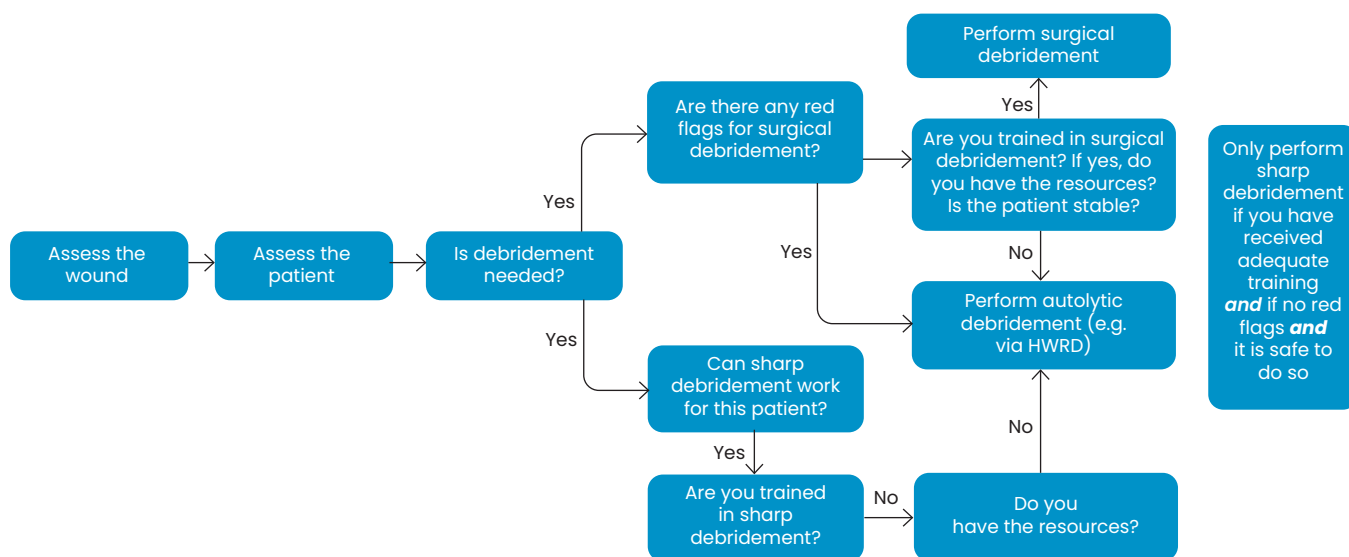 Assess the
wound
Assess the
patient
Is debridement
needed?
Yes
Are there any red
flags for surgical
debridement?
Yes
Are you trained in surgical
debridement? If yes, do
you have the resources?
Is the patient stable?
Yes
Perform surgical
debridement
No
Perform autolytic
debridement (e.g.
via HWRD)
Yes
Can sharp
debridement work
for this patient?
Yes
Are you trained
in sharp
debridement?
No
Do you
have the resources?
No
Only perform
sharp
debridement
if you have
received
adequate
training
and if no red
flags and
it is safe to
do so